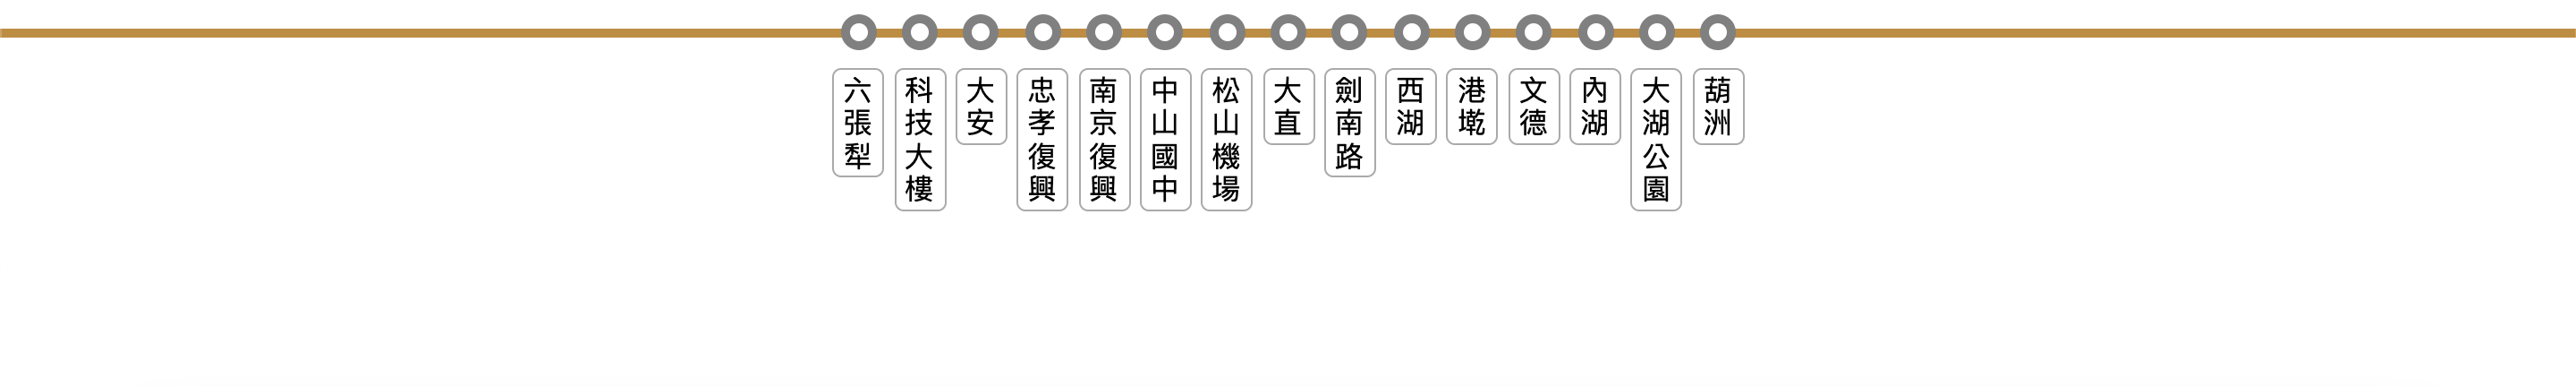 六張犁
科技大樓
大安
忠孝復興
南京復興
中山國中
松山機場
大直
劍南路
西湖
港墘
文德
內湖
大湖公園
葫洲